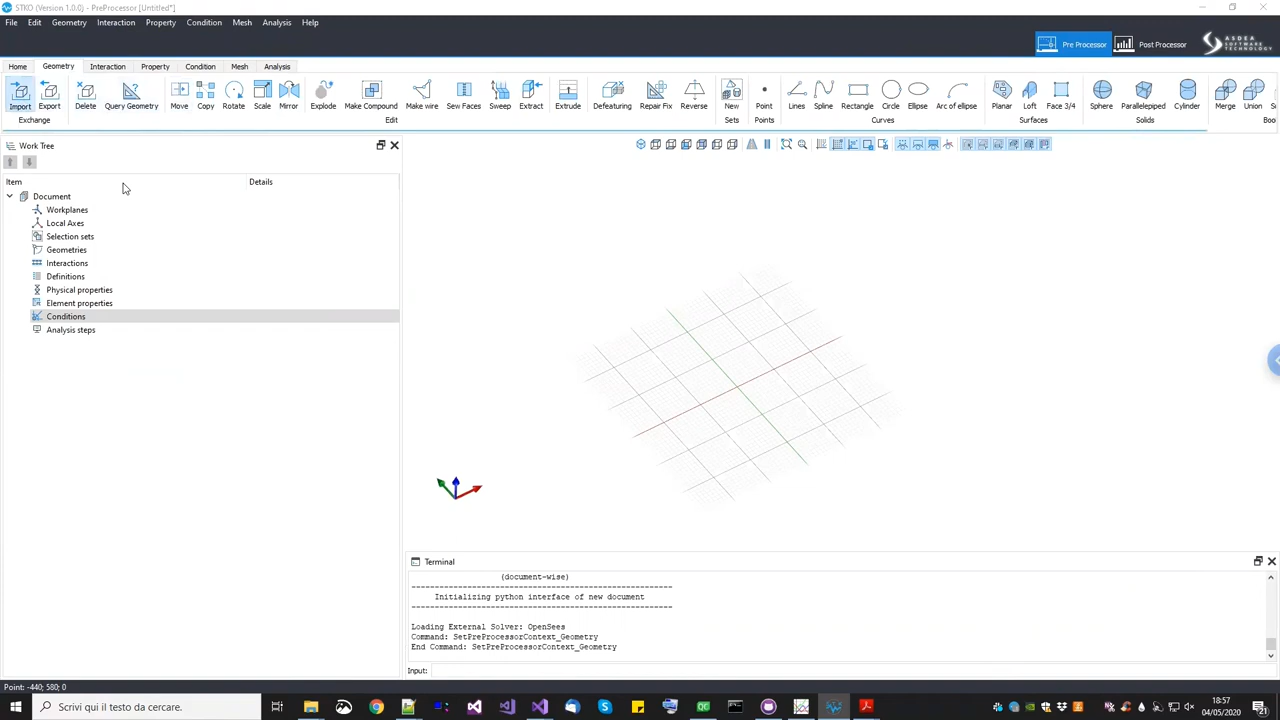 STKO (Version 1.0.0) - PreProcessor [Untitled*]
File Edit Geometry Interaction Property Condition Mesh Analysis Help
Pre Processor Post Processor ASDEA SOFTWARE TECHNOLOGY
Home Geometry Interaction Property Condition Mesh Analysis
Import Export Delete Query Geometry Move Copy Rotate Scale Mirror Explode Make Compound Make wire Sew Faces Sweep Extract Extrude Defeaturing Repair Fix Reverse New Point Lines Spline Rectangle Circle Ellipse Arc of ellipse Planar Loft Face 3/4 Sphere Parallelepiped Cylinder Merge Union
Exchange Edit Sets Points Curves Surfaces Solids Boo
Work Tree
Item Details
Document
Workplanes
Local Axes
Selection sets
Geometries
Interactions
Definitions
Physical properties
Element properties
Conditions
Analysis steps
Terminal
(document-wise)
------------------------------------------------------
Initializing python interface of new document
------------------------------------------------------
Loading External Solver: OpenSees
Command: SetPreProcessorContext_Geometry
End Command: SetPreProcessorContext_Geometry
Input:
Point: -440; 580; 0
Scrivi qui il testo da cercare.
18:57
04/05/2020